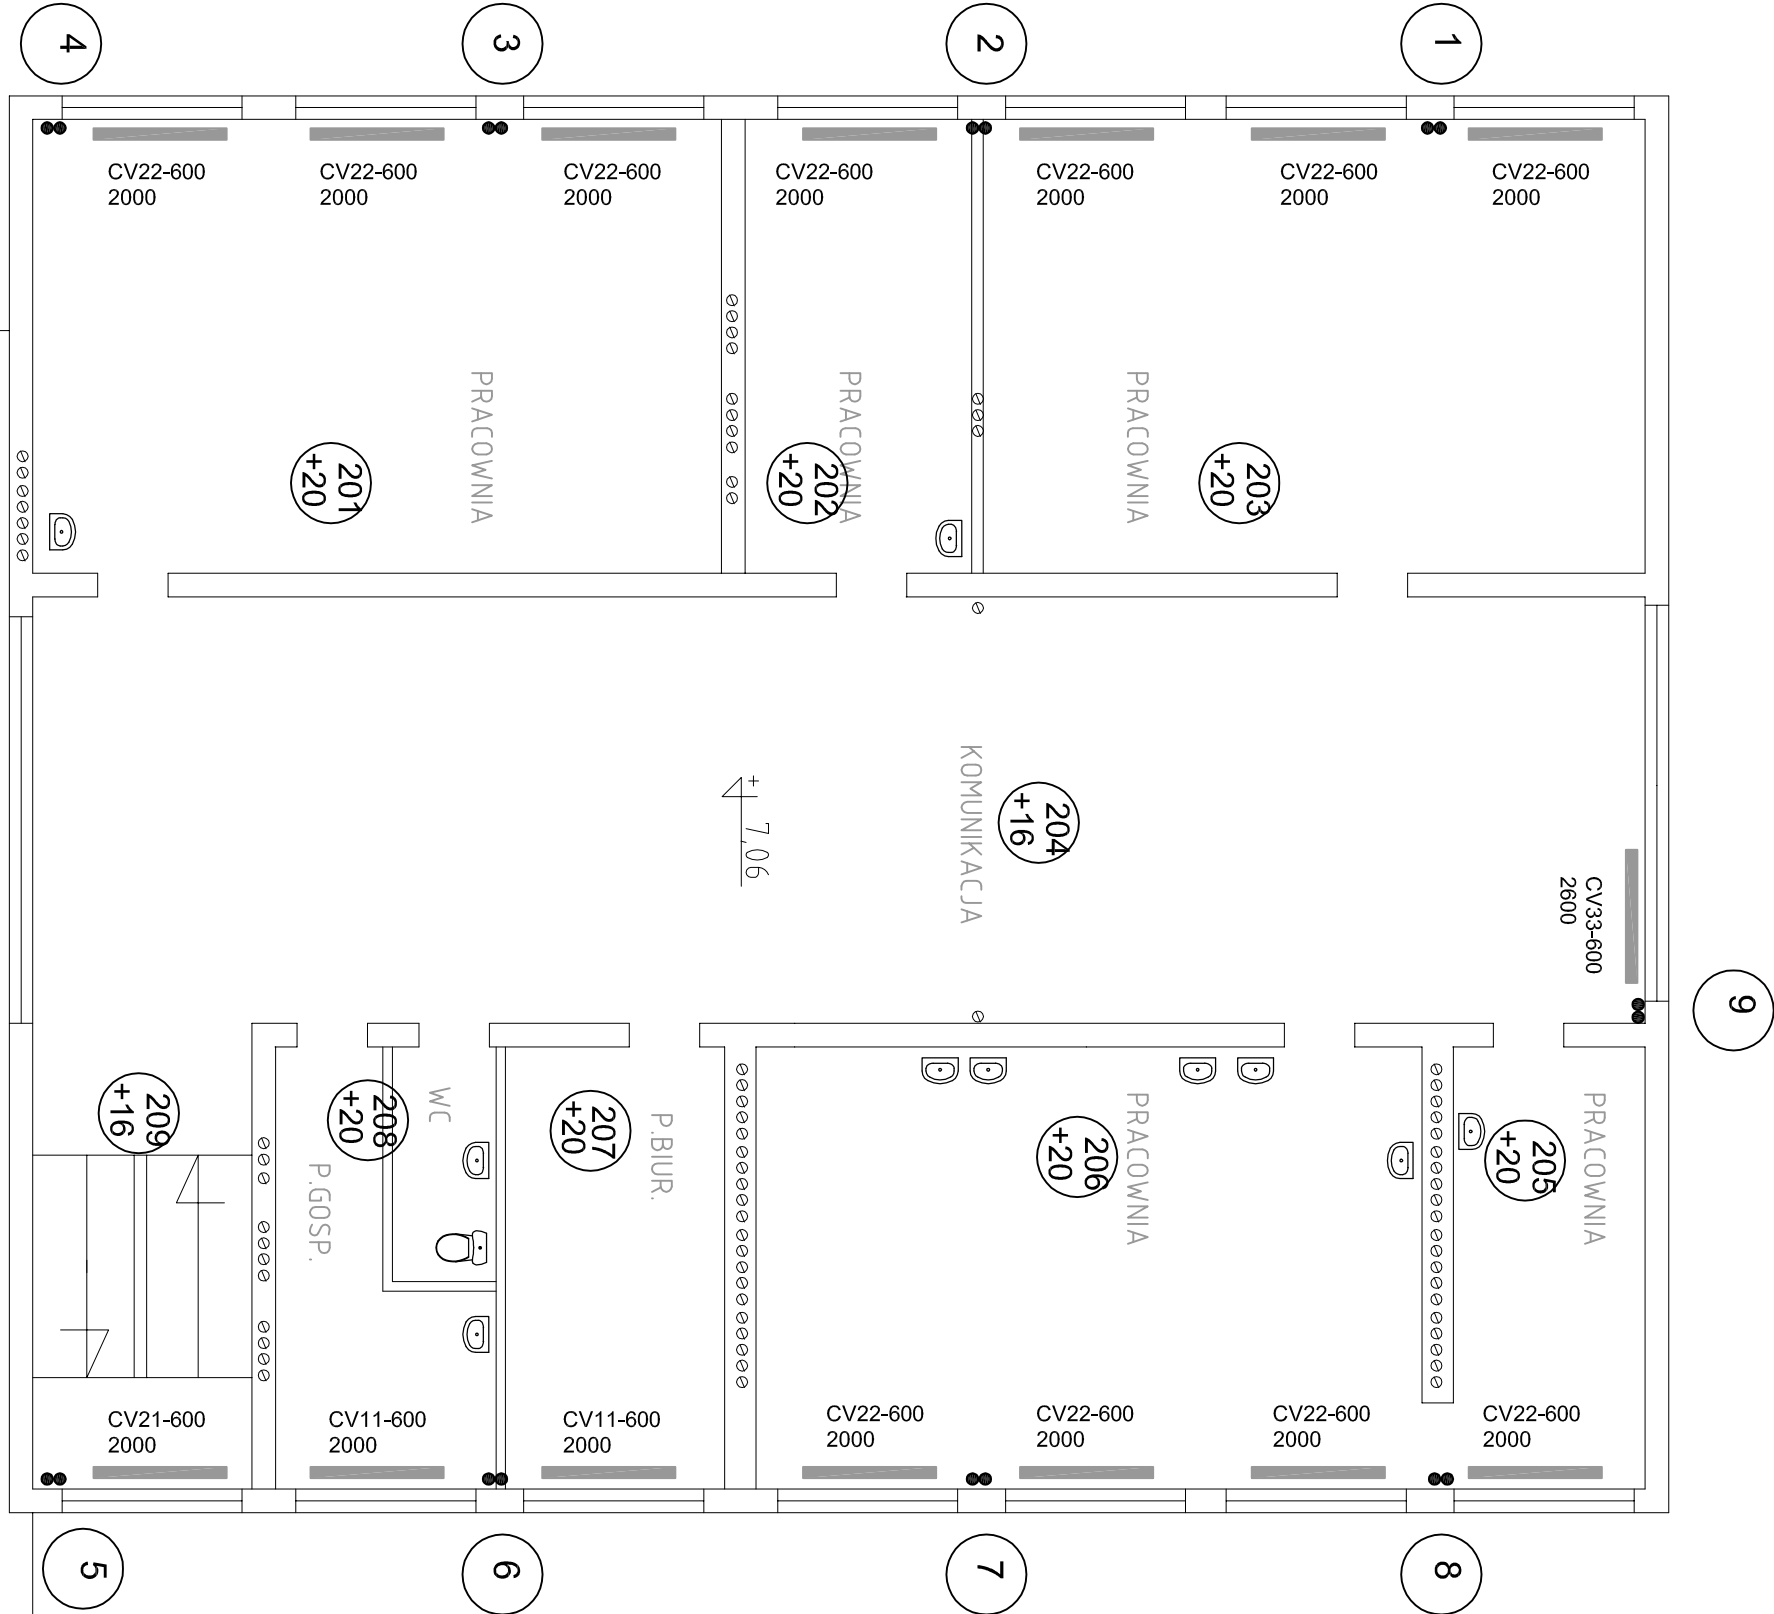 4
3
2
1
CV22-600
2000
CV22-600
2000
CV22-600
2000
CV22-600
2000
CV22-600
2000
CV22-600
2000
CV22-600
2000
PRACOWNIA
201
+20
PRACOWNIA
202
+20
PRACOWNIA
203
+20
KOMUNIKACJA
204
+16
+
7,06
CV33-600
2600
9
209
+16
WC
208
+20
P.GOSP.
P.BIUR.
207
+20
PRACOWNIA
206
+20
PRACOWNIA
205
+20
CV21-600
2000
CV11-600
2000
CV11-600
2000
CV22-600
2000
CV22-600
2000
CV22-600
2000
CV22-600
2000
5
6
7
8